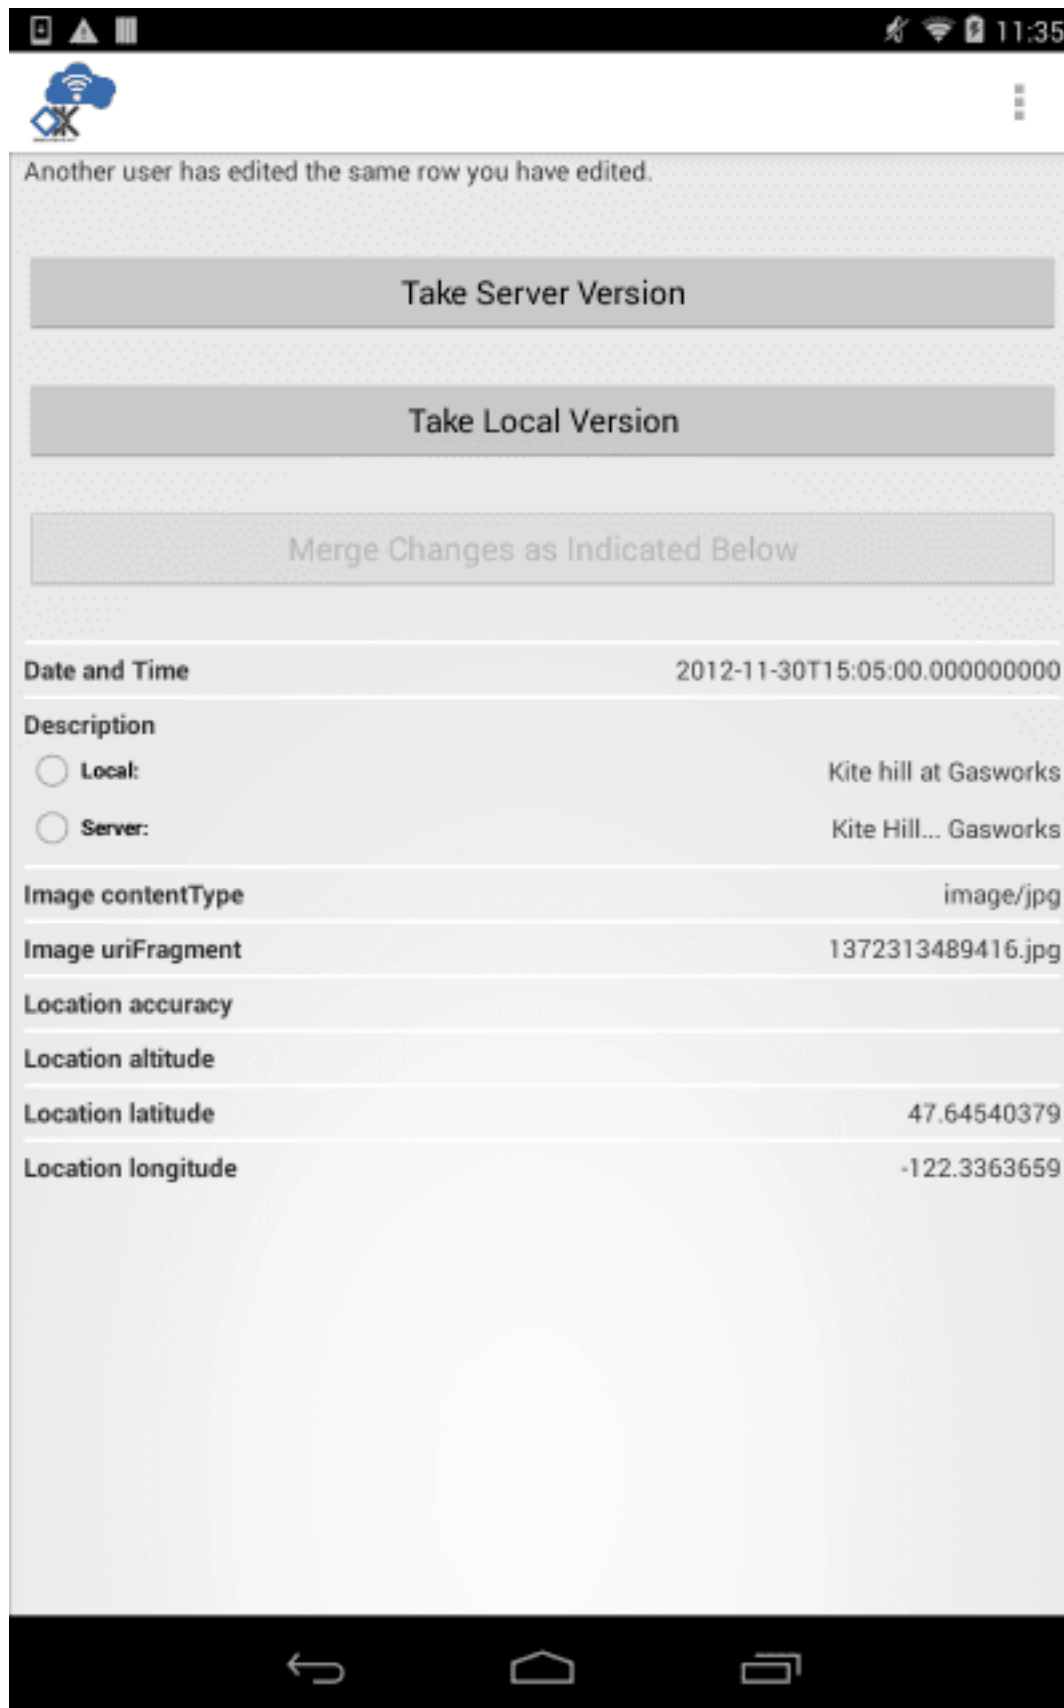 11:35
Another user has edited the same row you have edited.
Take Server Version
Take Local Version
Merge Changes as Indicated Below
Date and Time 2012-11-30T15:05:00.000000000
Description
Local: Kite hill at Gasworks
Server: Kite Hill... Gasworks
Image contentType image/jpg
Image uriFragment 1372313489416.jpg
Location accuracy
Location altitude
Location latitude 47.64540379
Location longitude -122.3363659